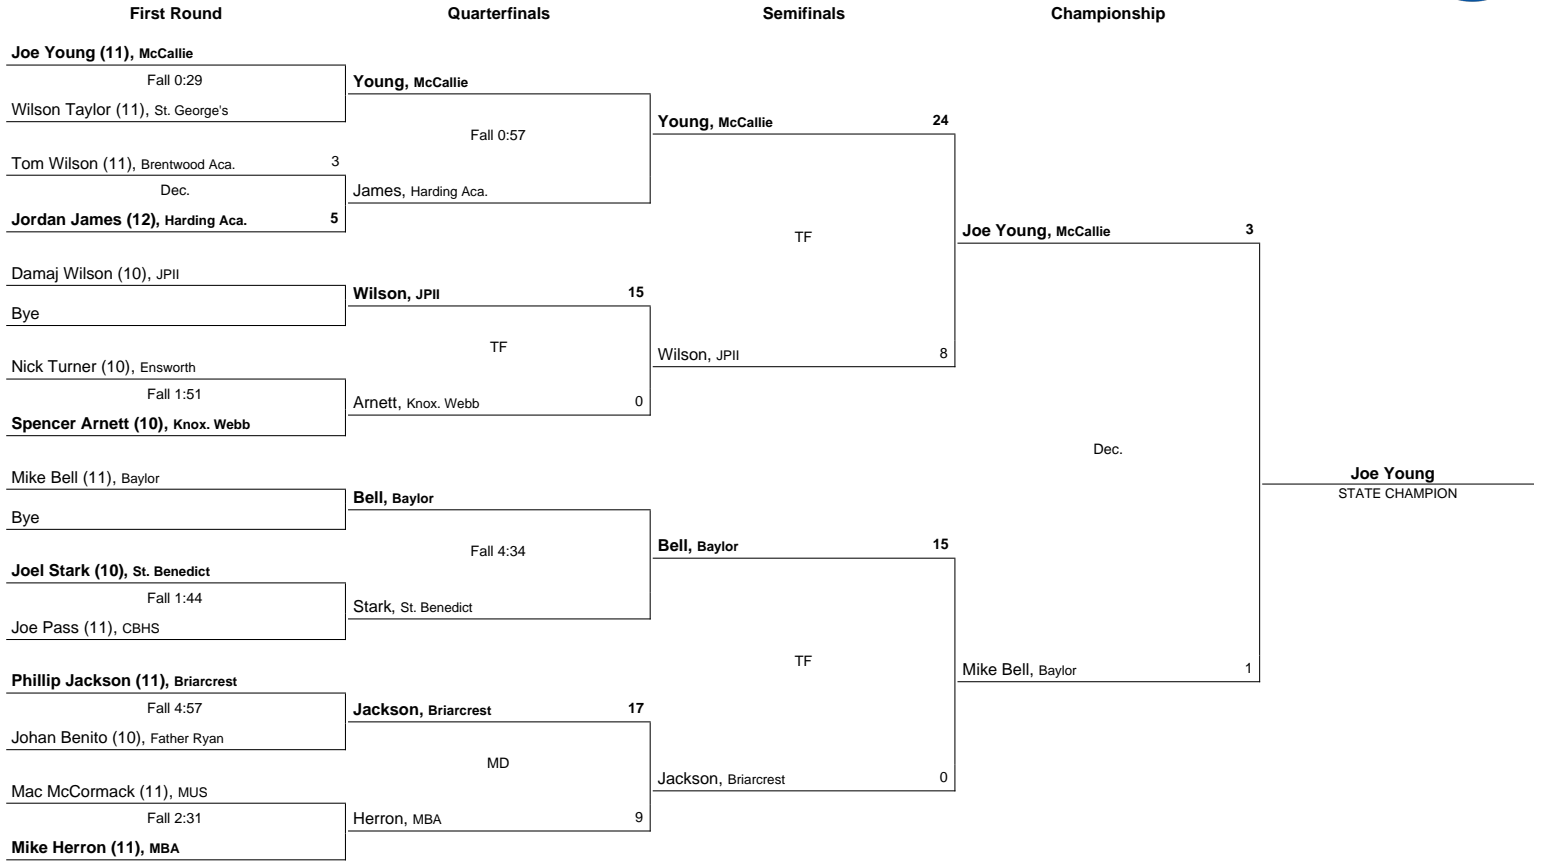 First Round
Quarterfinals
Semifinals
Championship
Joe Young (11), McCallie
Fall 0:29
Wilson Taylor (11), St. George's
Tom Wilson (11), Brentwood Aca. 3
Dec.
Jordan James (12), Harding Aca. 5
Damaj Wilson (10), JPII
Bye
Nick Turner (10), Ensworth
Fall 1:51
Spencer Arnett (10), Knox. Webb
Mike Bell (11), Baylor
Bye
Joel Stark (10), St. Benedict
Fall 1:44
Joe Pass (11), CBHS
Phillip Jackson (11), Briarcrest
Fall 4:57
Johan Benito (10), Father Ryan
Mac McCormack (11), MUS
Fall 2:31
Mike Herron (11), MBA
Young, McCallie
Fall 0:57
James, Harding Aca.
Wilson, JPII 15
TF
Arnett, Knox. Webb 0
Bell, Baylor
Fall 4:34
Stark, St. Benedict
Jackson, Briarcrest 17
MD
Herron, MBA 9
Young, McCallie 24
TF
Wilson, JPII 8
Bell, Baylor 15
TF
Jackson, Briarcrest 0
Joe Young, McCallie 3
Dec.
Mike Bell, Baylor 1
Joe Young
STATE CHAMPION